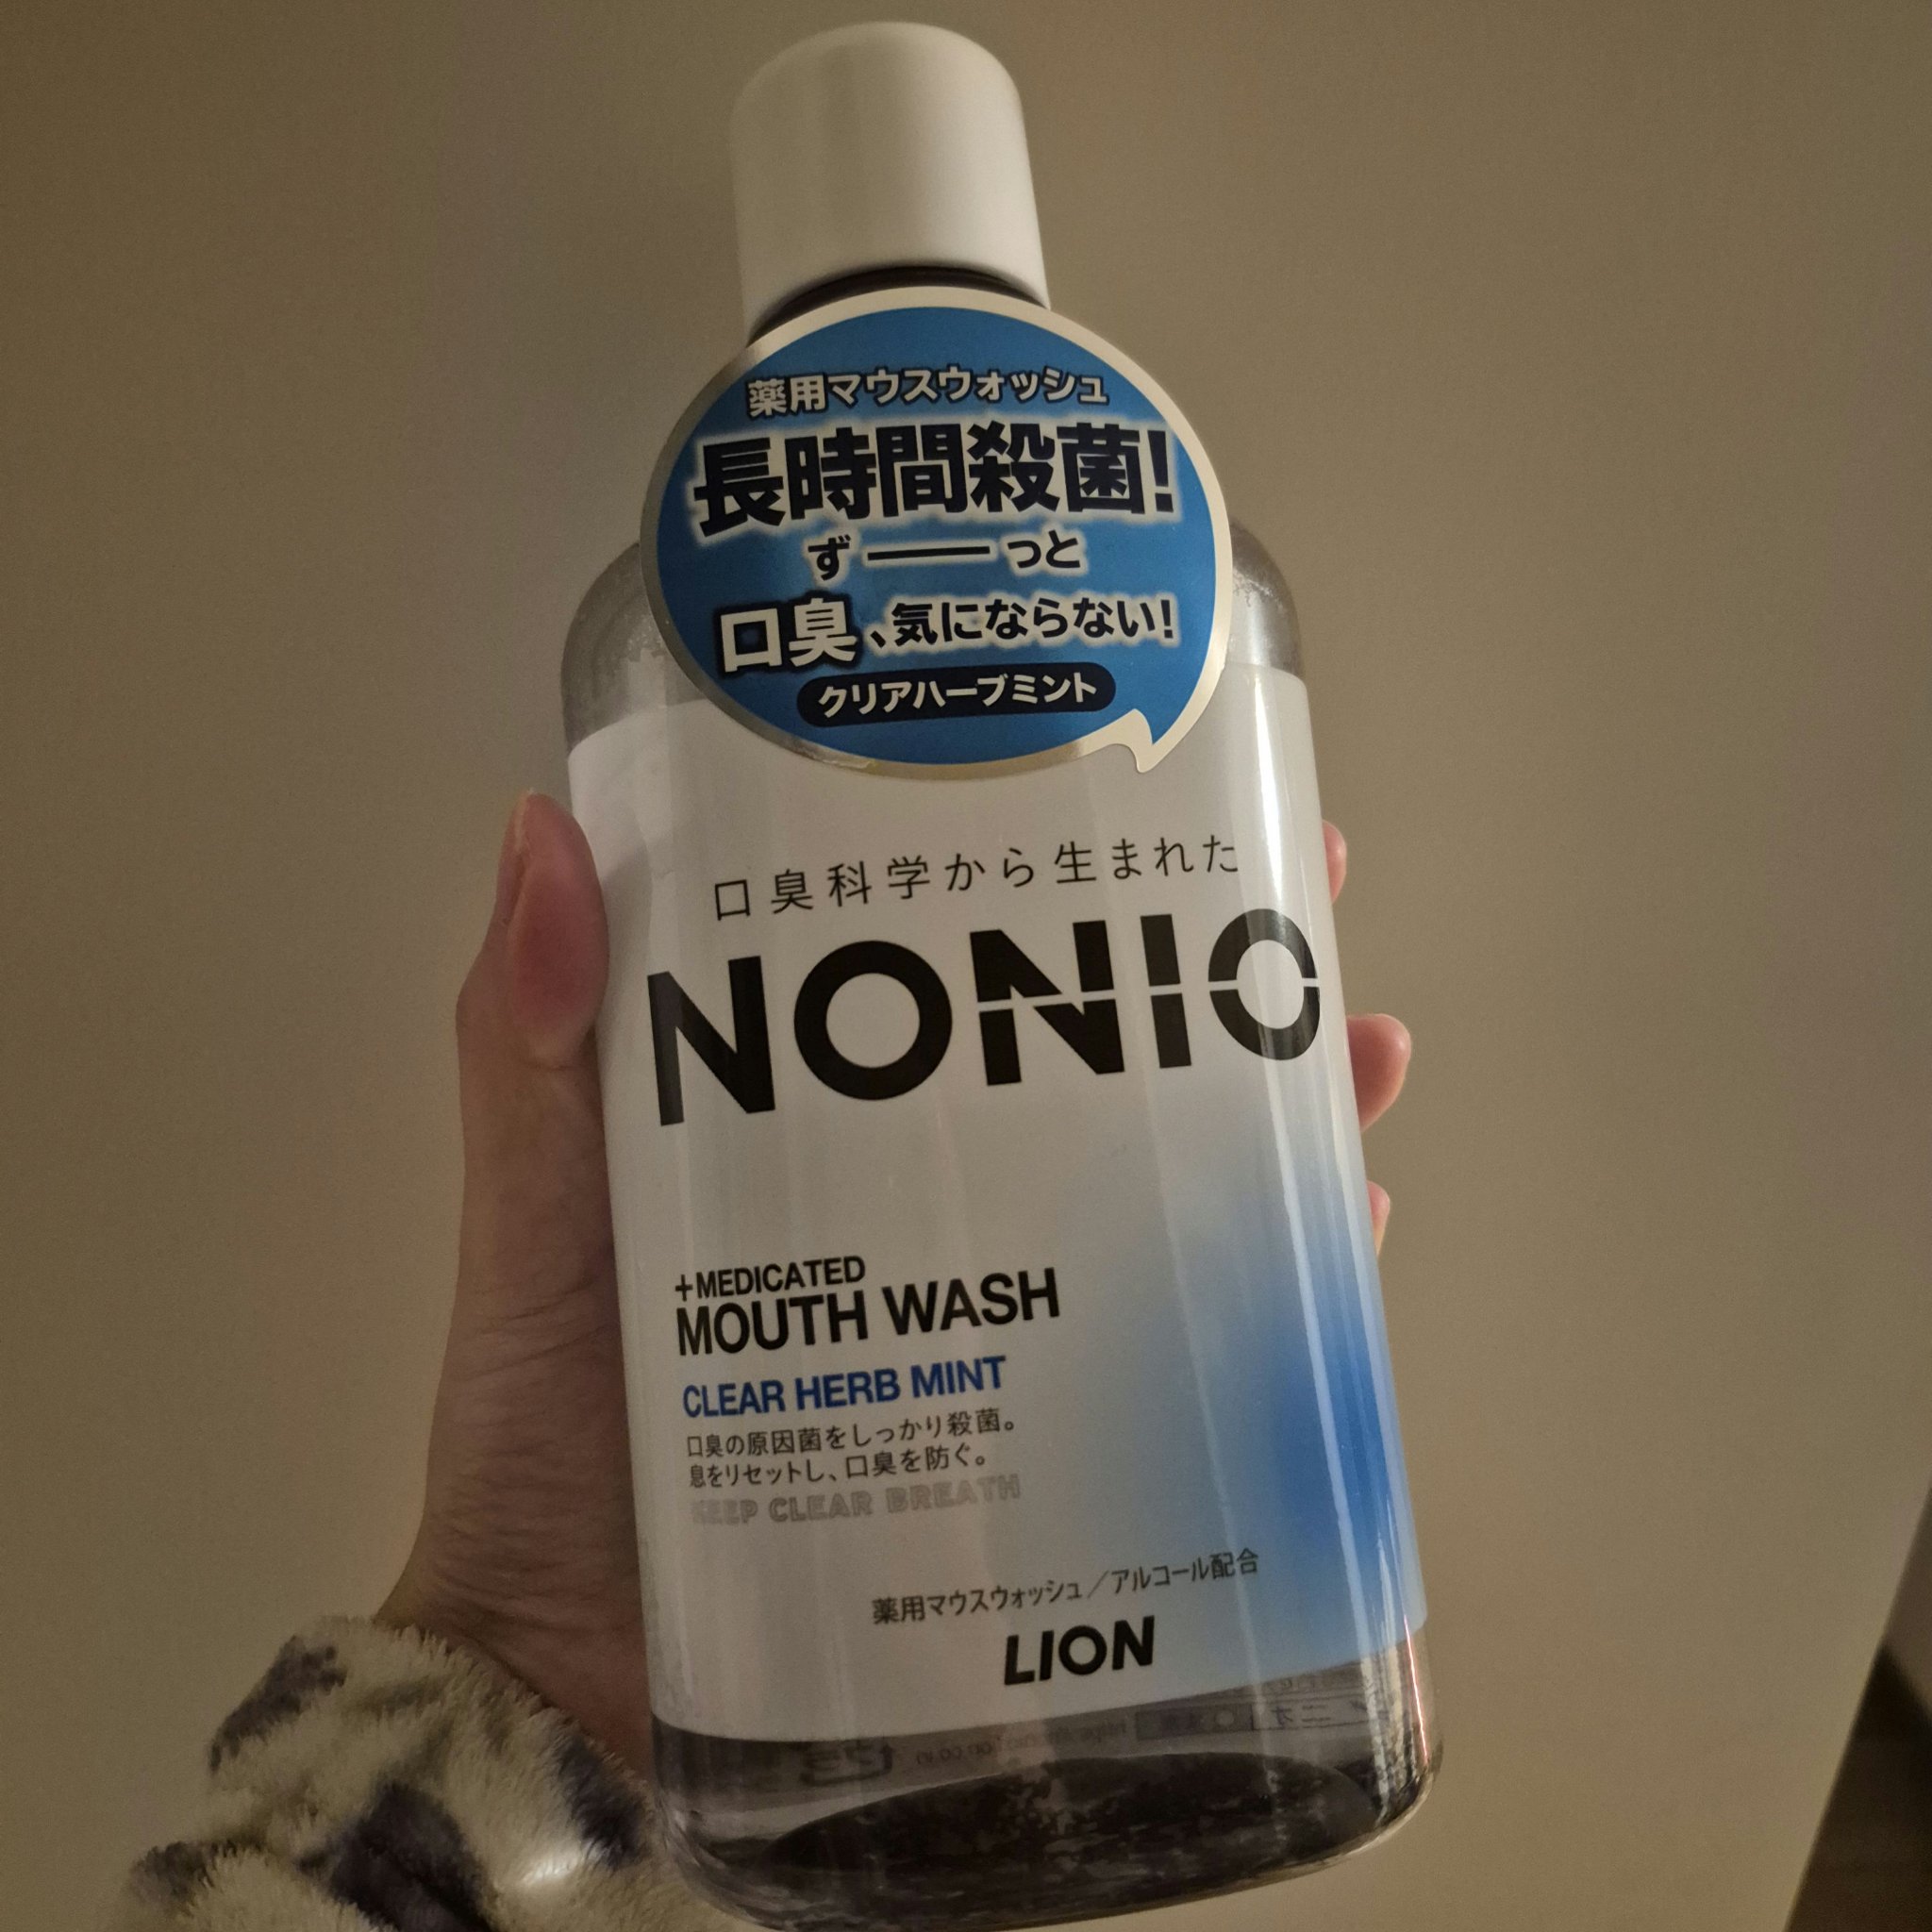 薬用マウスウォッシュ
長時間殺菌!
ず━っと
口臭、気にならない!
クリアハーブミント
口臭科学から生まれた
NONIO
+MEDICATED
MOUTH WASH
CLEAR HERB MINT
口臭の原因菌をしっかり殺菌。
息をリセットし、口臭を防ぐ。
KEEP CLEAR BREATH
薬用マウスウォッシュ/アルコール配合
LION